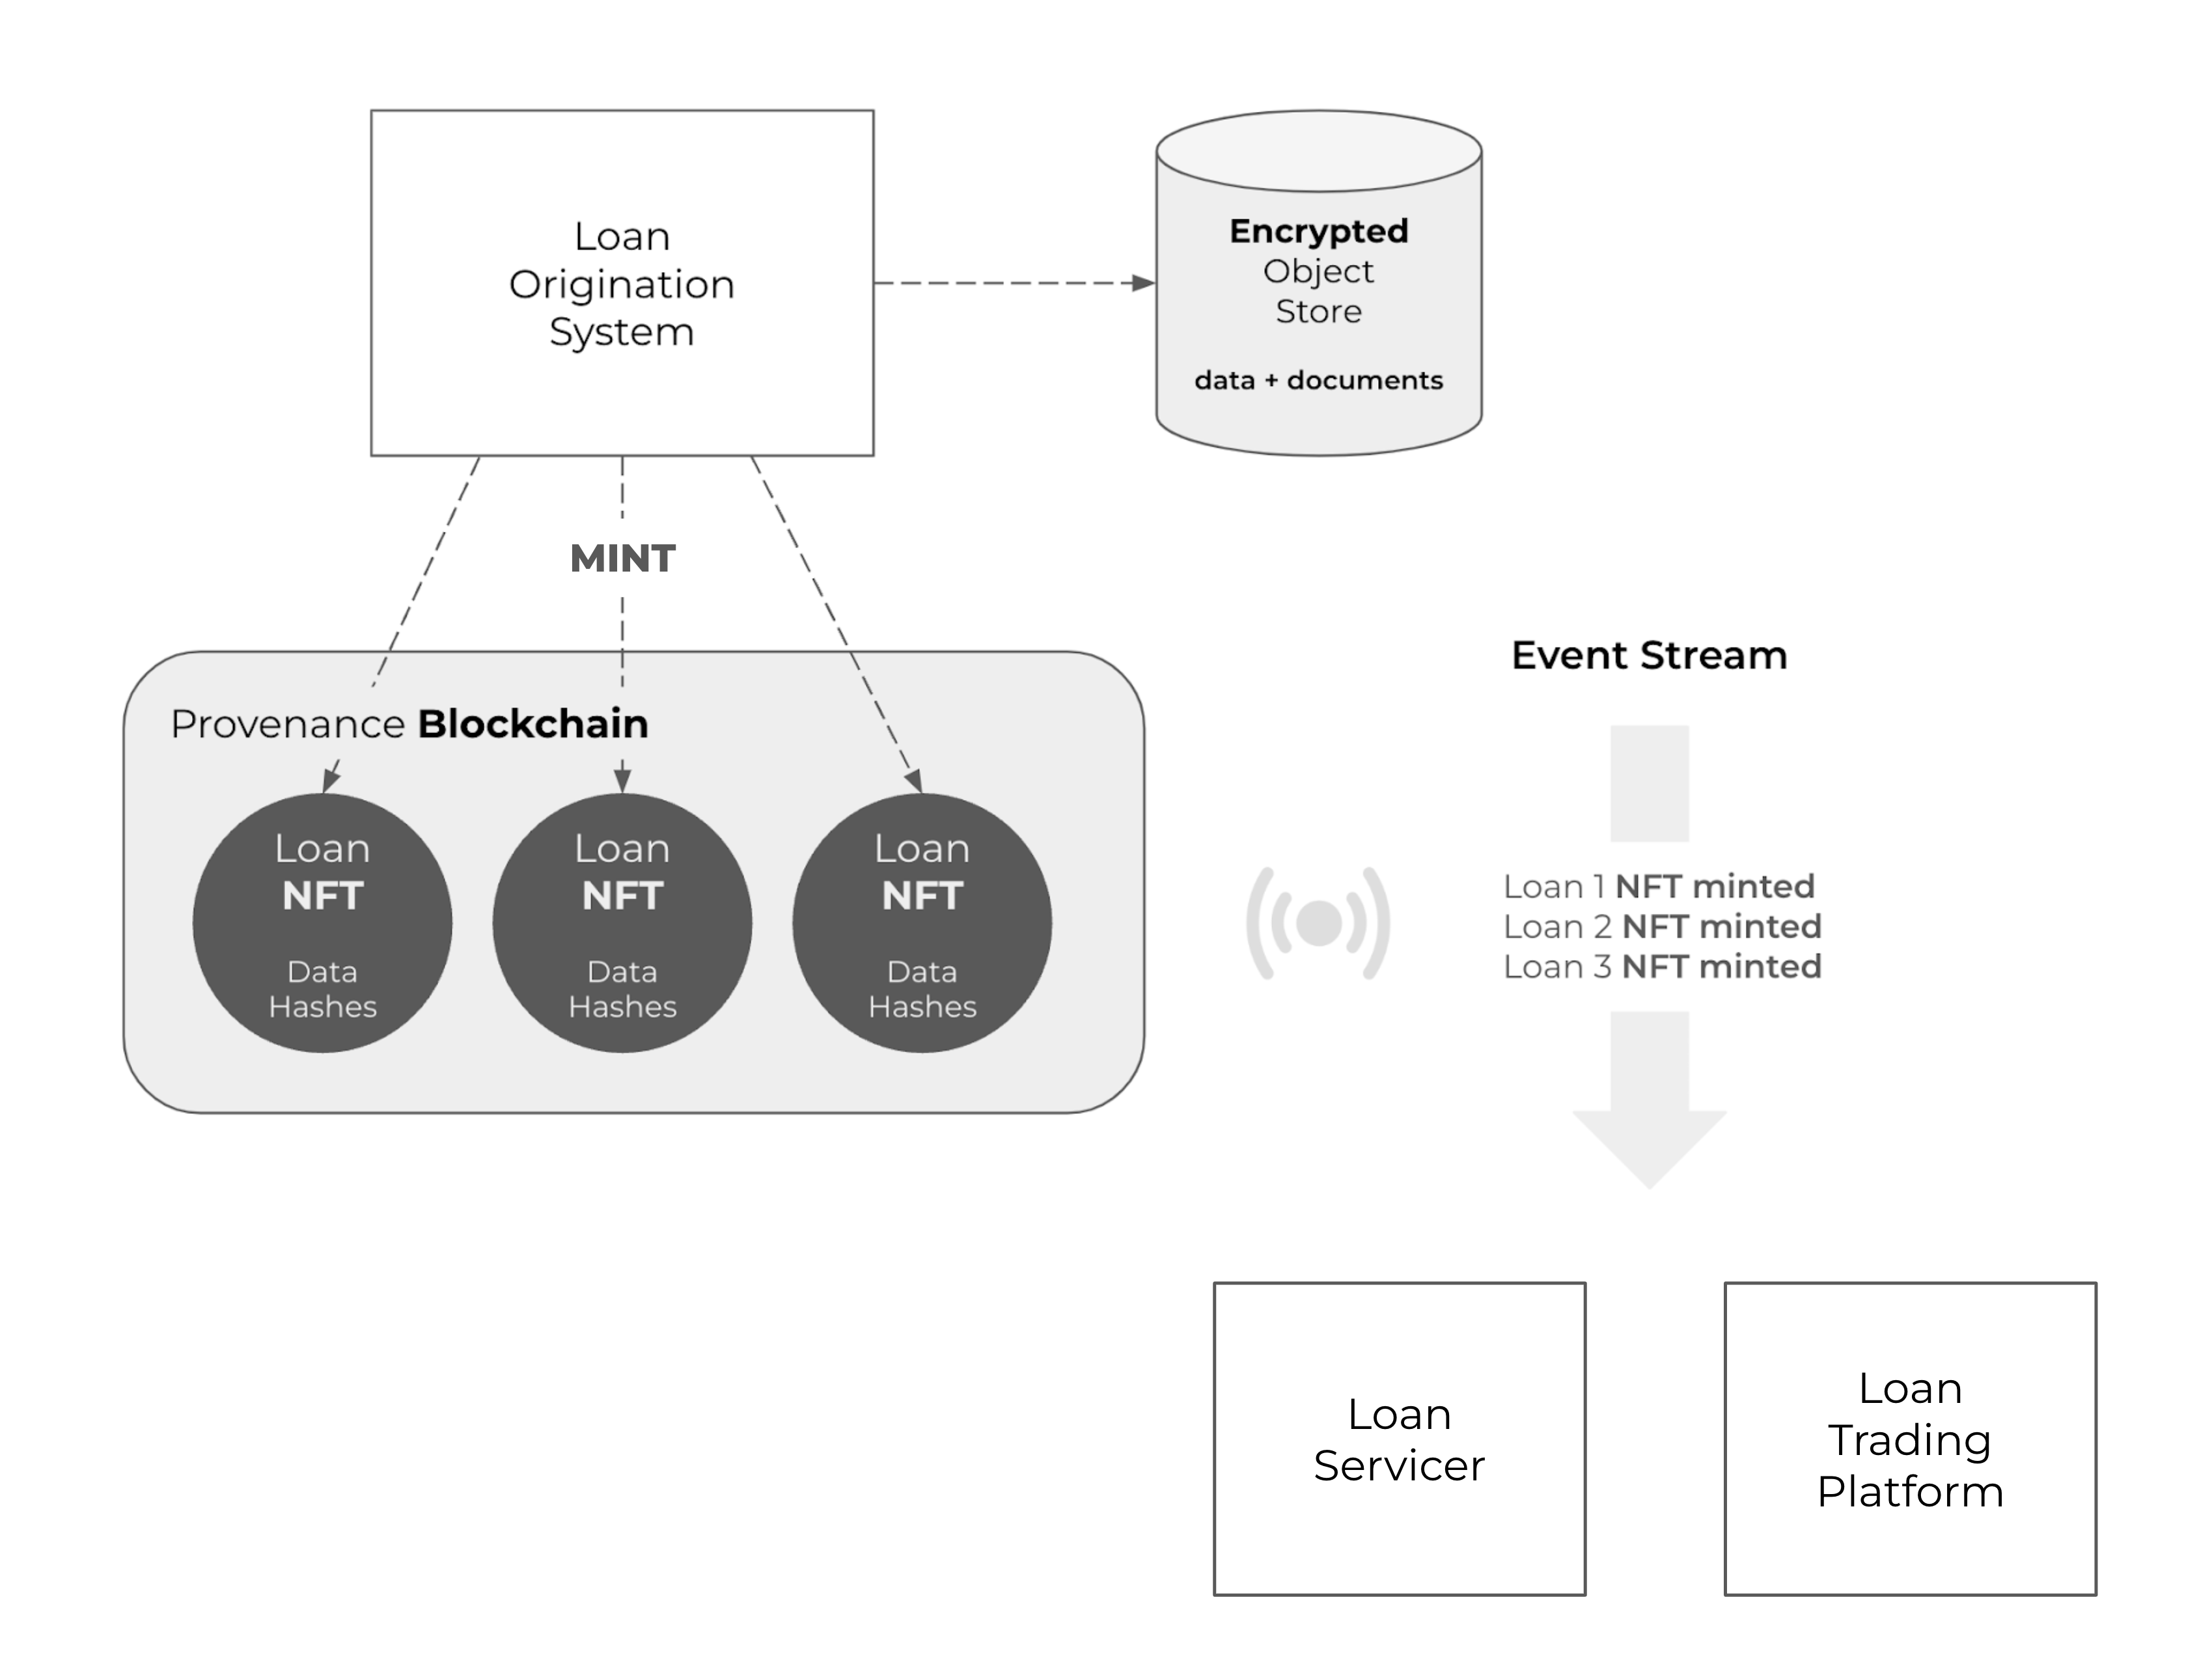 Loan
Origination
System
Encrypted
Object
Store
data + documents
MINT
Provenance Blockchain
Loan
NFT
Data
Hashes
Loan
NFT
Data
Hashes
Loan
NFT
Data
Hashes
Event Stream
Loan 1 NFT minted
Loan 2 NFT minted
Loan 3 NFT minted
Loan
Servicer
Loan
Trading
Platform